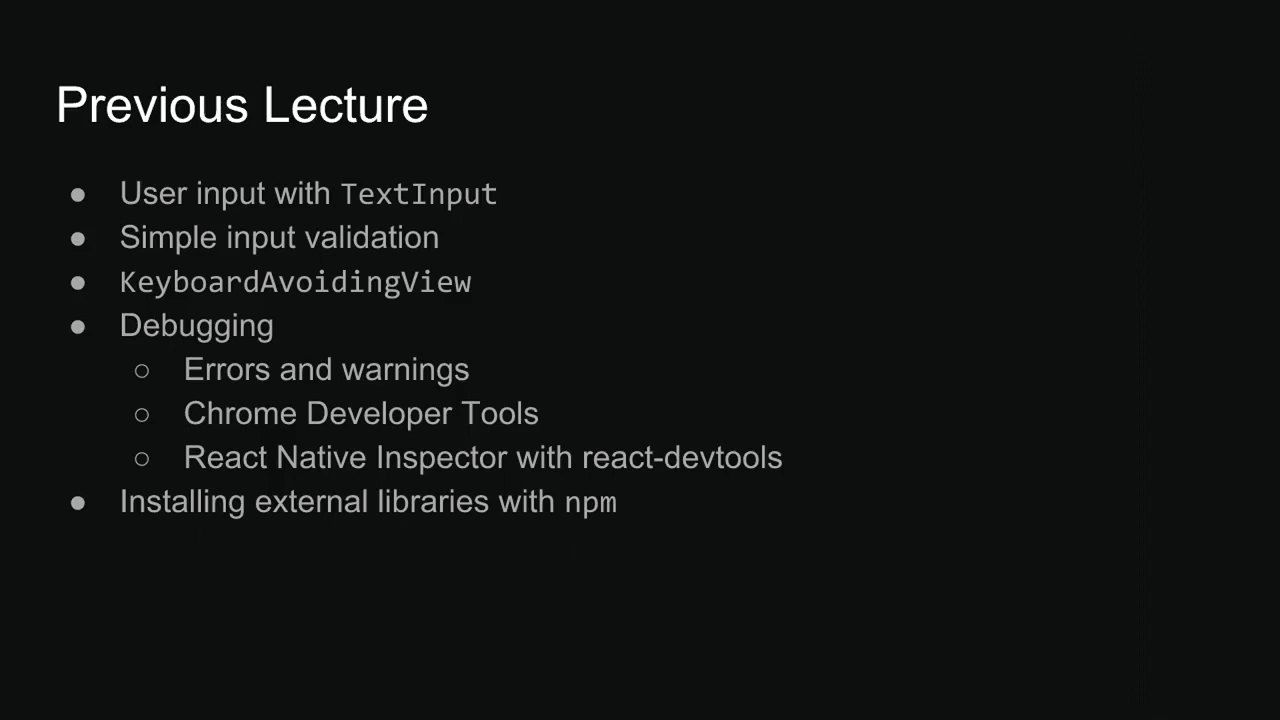 Previous Lecture
● User input with TextInput
● Simple input validation
● KeyboardAvoidingView
● Debugging
○ Errors and warnings
○ Chrome Developer Tools
○ React Native Inspector with react-devtools
● Installing external libraries with npm